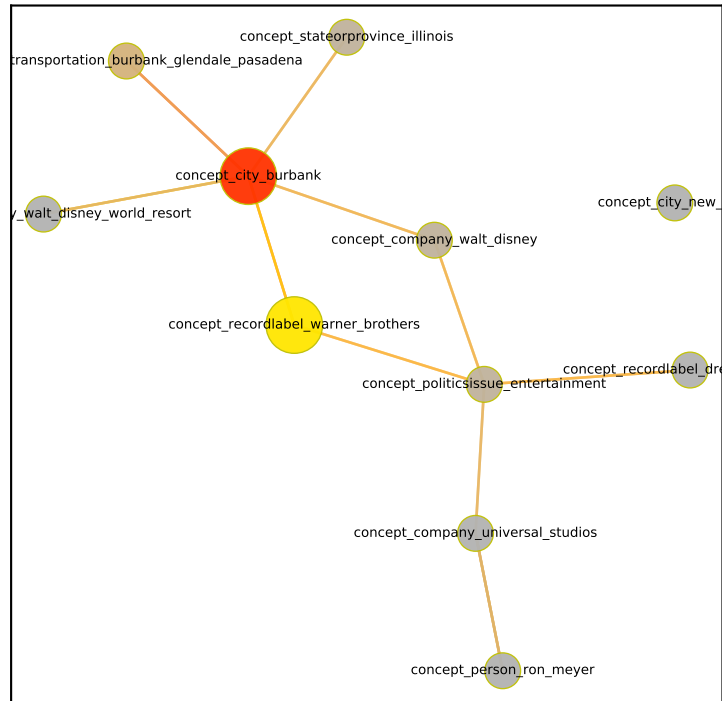 concept_stateorprovince_illinois
transportation_burbank_glendale_pasadena
concept_city_burbank
concept_city_new_
y_walt_disney_world_resort
concept_company_walt_disney
concept_recordlabel_warner_brothers
concept_recordlabel_dre
concept_politicsissue_entertainment
concept_company_universal_studios
concept_person_ron_meyer